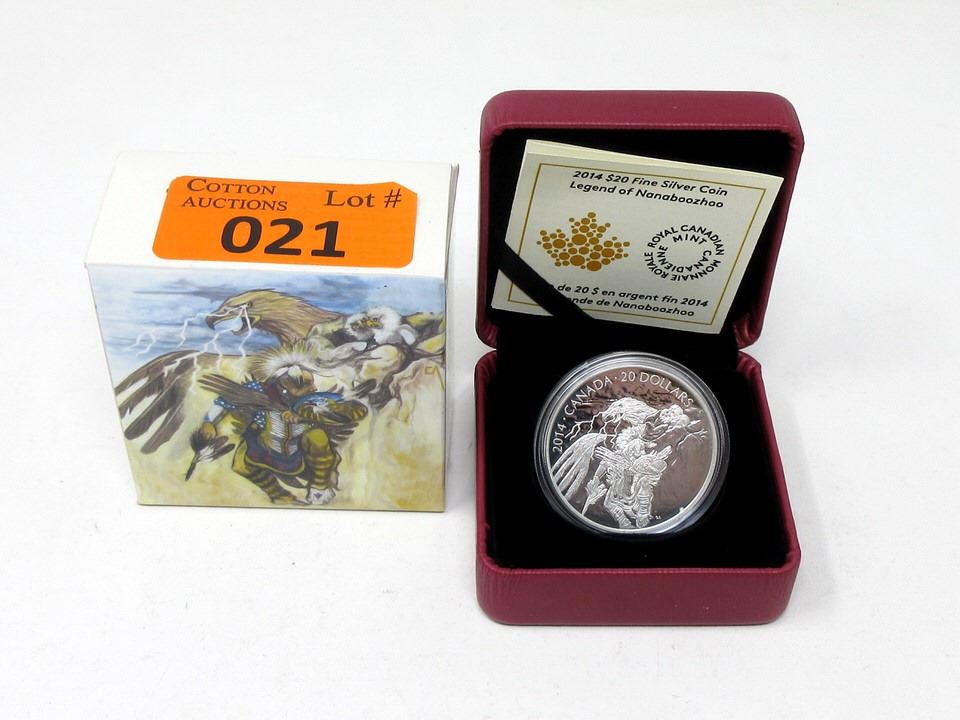 COTTON
AUCTIONS
Lot #
021
CA
2014 $20 Fine Silver Coin
Legend of Nanaboozhoo
ROYAL CANADIAN MINT
MONNAIE ROYALE CANADIENNE
de 20 $ en argent fin 2014
de Nanaboozhoo
2014 · CANADA · 20 DOLLARS